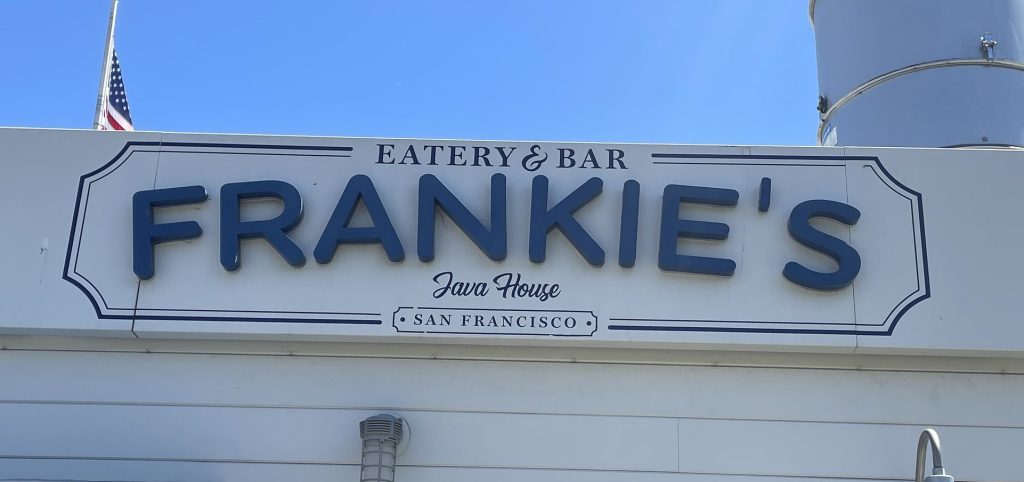 EATERY & BAR
FRANKIE'S
Java House
• SAN FRANCISCO •